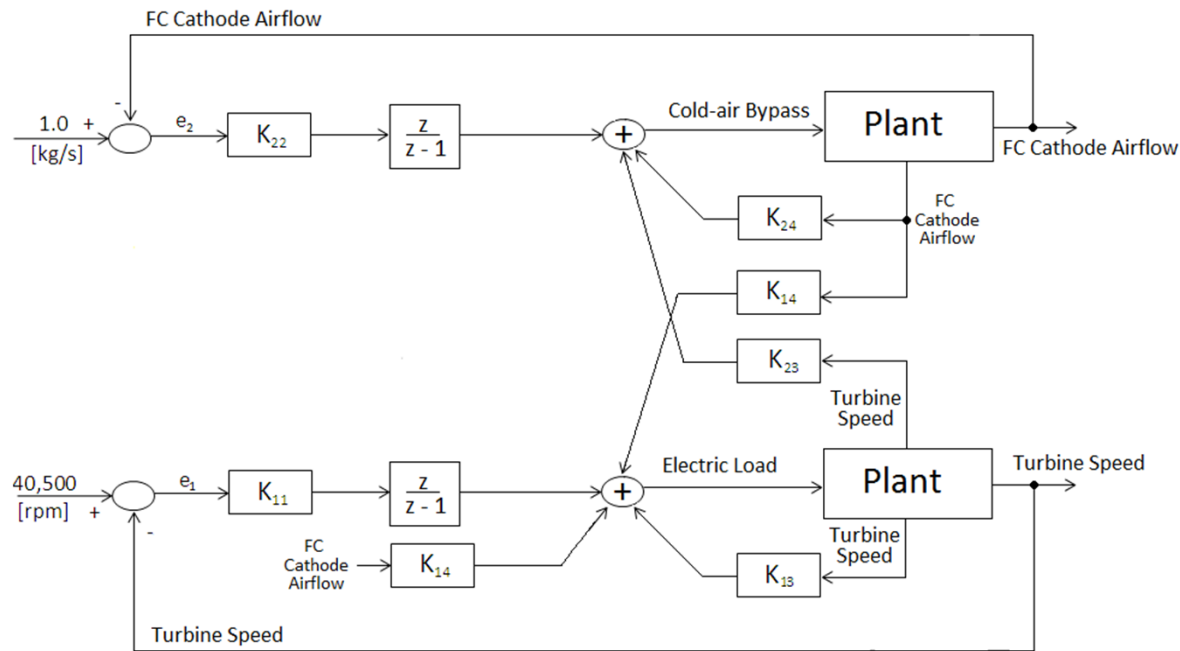 FC Cathode Airflow
-
1.0 +
[kg/s]
e₂
K₂₂
z
z - 1
+
Cold-air Bypass
Plant
FC Cathode Airflow
K₂₄
FC
Cathode
Airflow
K₁₄
K₂₃
Turbine
Speed
40,500
[rpm] +
-
e₁
K₁₁
z
z - 1
+
Electric Load
Plant
Turbine Speed
Turbine
Speed
FC
Cathode
Airflow
K₁₄
K₁₃
Turbine Speed